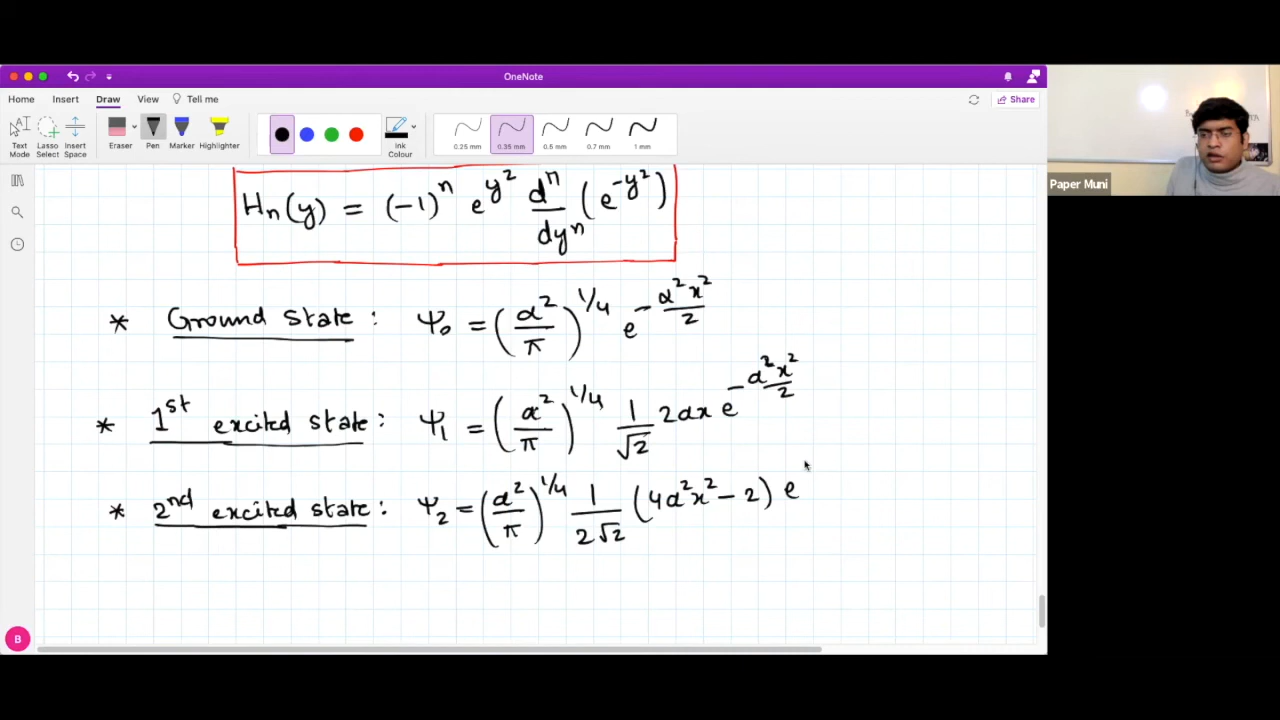 OneNote
Home Insert Draw View Tell me Share
Text Mode Lasso Select Insert Space Eraser Pen Marker Highlighter Ink Colour 0.25 mm 0.35 mm 0.5 mm 0.7 mm 1 mm
Paper Muni
Hₙ(y) = (-1)ⁿ e^(y²) dⁿ/dyⁿ (e^(-y²))
* Ground State : Ψ₀ = (α²/π)^(1/4) e^(-α²x²/2)
* 1st excited state : Ψ₁ = (α²/π)^(1/4) 1/√2 2αx e^(-α²x²/2)
* 2nd excited state : Ψ₂ = (α²/π)^(1/4) 1/(2√2) (4α²x² - 2) e
B